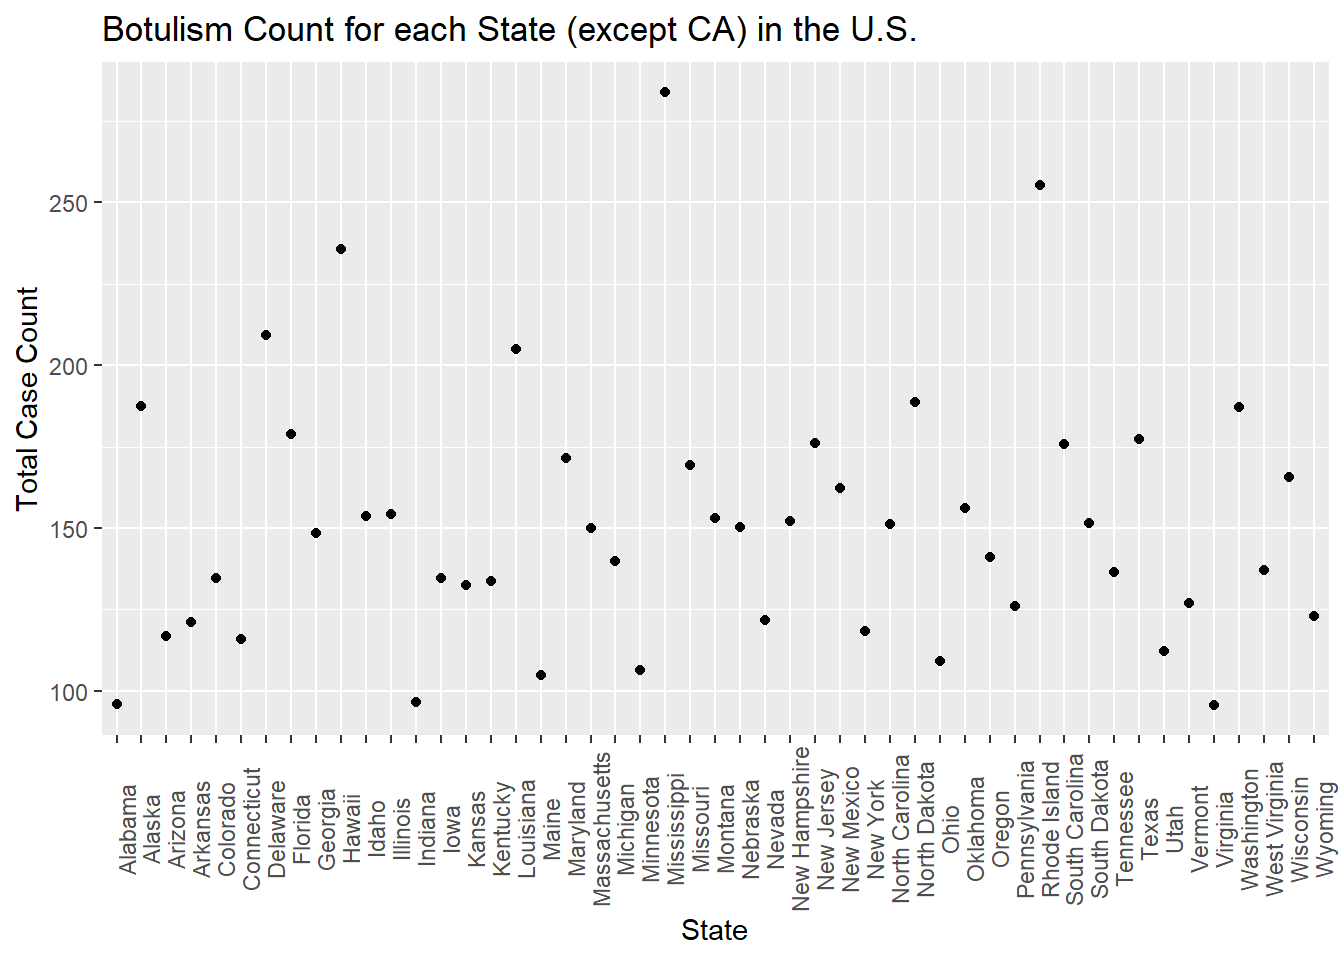 Botulism Count for each State (except CA) in the U.S.
Total Case Count
250
200
150
100
Alabama
Alaska
Arizona
Arkansas
Colorado
Connecticut
Delaware
Florida
Georgia
Hawaii
Idaho
Illinois
Indiana
Iowa
Kansas
Kentucky
Louisiana
Maine
Maryland
Massachusetts
Michigan
Minnesota
Mississippi
Missouri
Montana
Nebraska
Nevada
New Hampshire
New Jersey
New Mexico
New York
North Carolina
North Dakota
Ohio
Oklahoma
Oregon
Pennsylvania
Rhode Island
South Carolina
South Dakota
Tennessee
Texas
Utah
Vermont
Virginia
Washington
West Virginia
Wisconsin
Wyoming
State